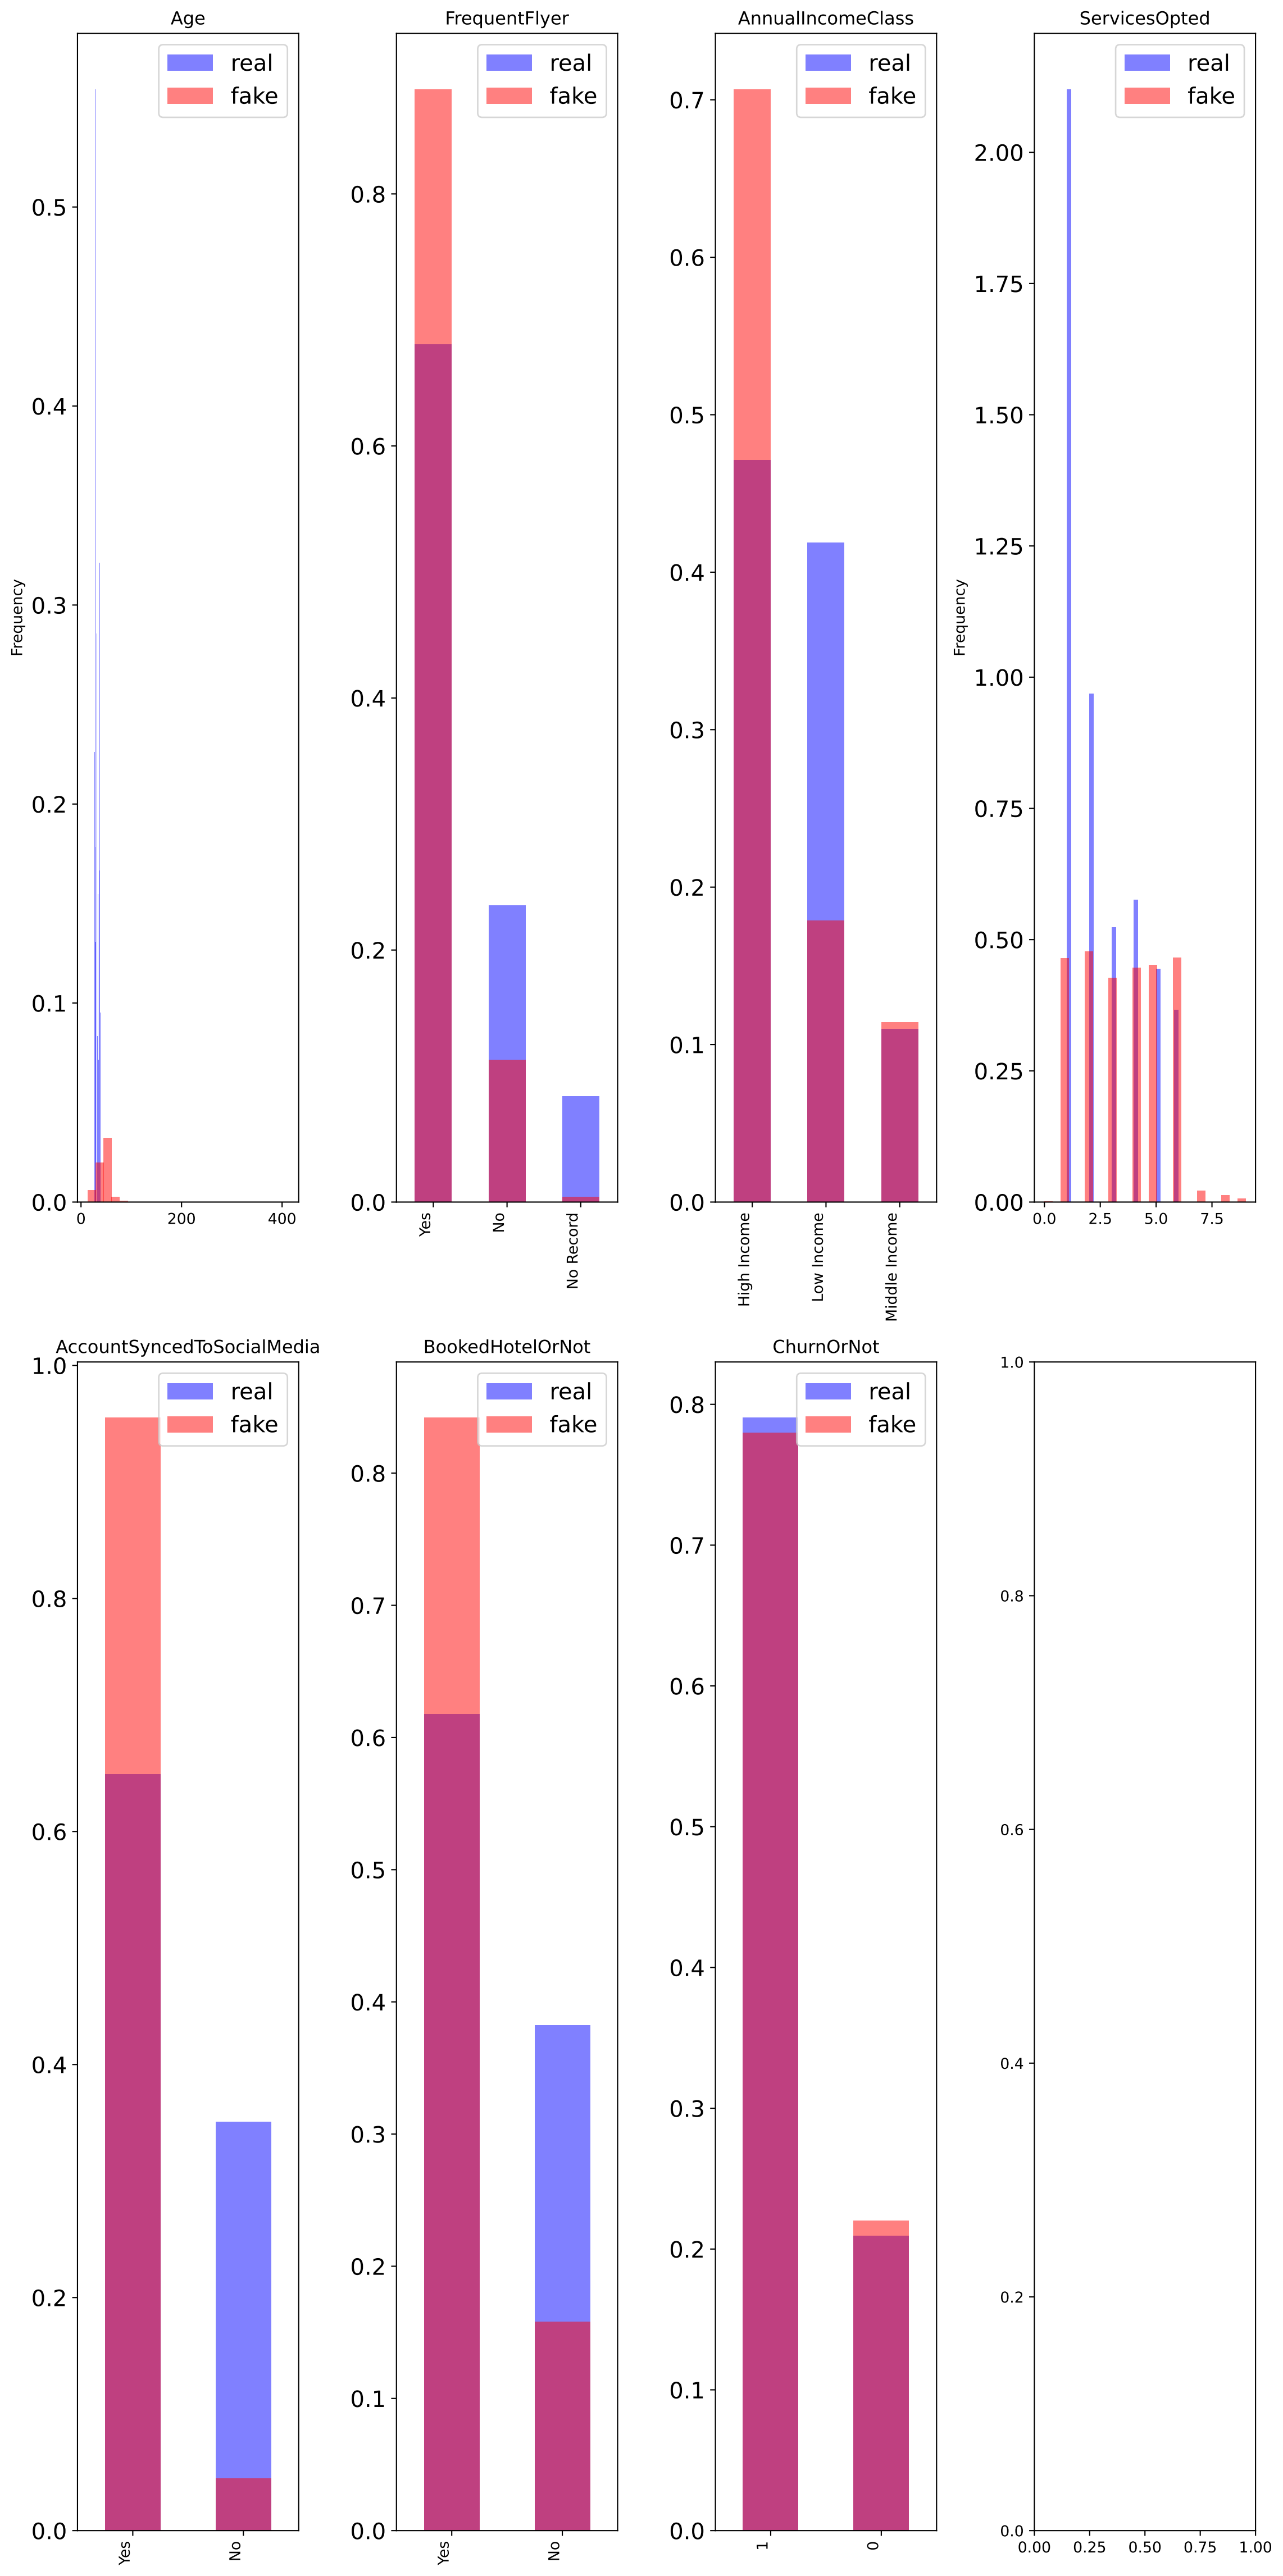 Age
real
fake
Frequency
0.5
0.4
0.3
0.2
0.1
0.0
0 200 400
FrequentFlyer
real
fake
0.8
0.6
0.4
0.2
0.0
Yes
No
No Record
AnnualIncomeClass
real
fake
0.7
0.6
0.5
0.4
0.3
0.2
0.1
0.0
High Income
Low Income
Middle Income
ServicesOpted
real
fake
Frequency
2.00
1.75
1.50
1.25
1.00
0.75
0.50
0.25
0.00
0.0 2.5 5.0 7.5
AccountSyncedToSocialMedia
real
fake
1.0
0.8
0.6
0.4
0.2
0.0
Yes
No
BookedHotelOrNot
real
fake
0.8
0.7
0.6
0.5
0.4
0.3
0.2
0.1
0.0
Yes
No
ChurnOrNot
real
fake
0.8
0.7
0.6
0.5
0.4
0.3
0.2
0.1
0.0
1
0
1.0
0.8
0.6
0.4
0.2
0.0
0.00 0.25 0.50 0.75 1.00